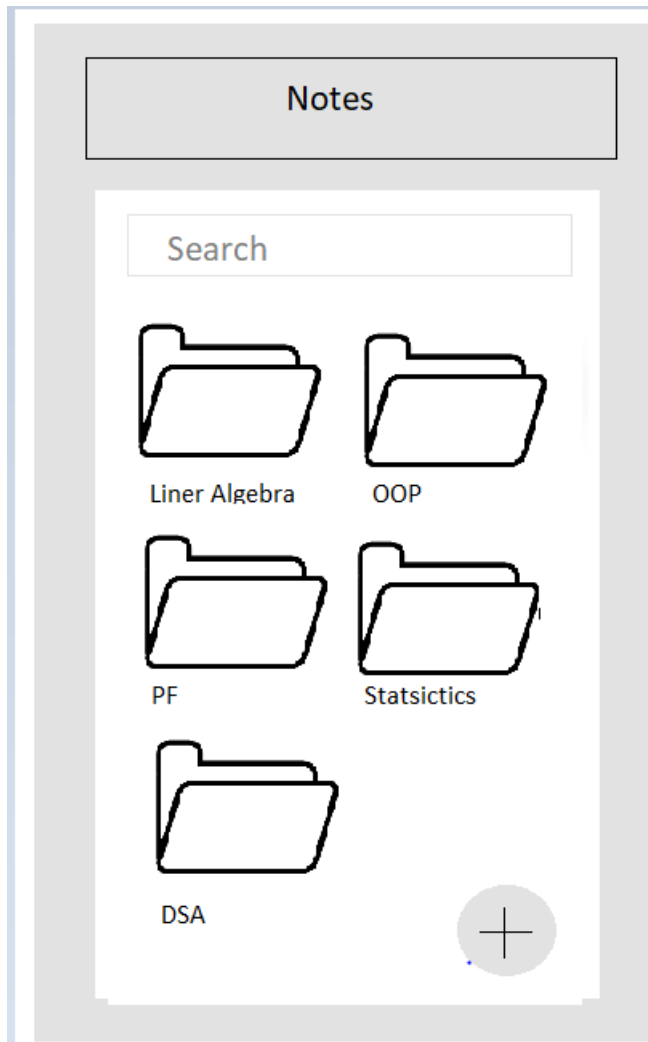 Notes
Search
Liner Algebra
OOP
PF
Statsictics
DSA